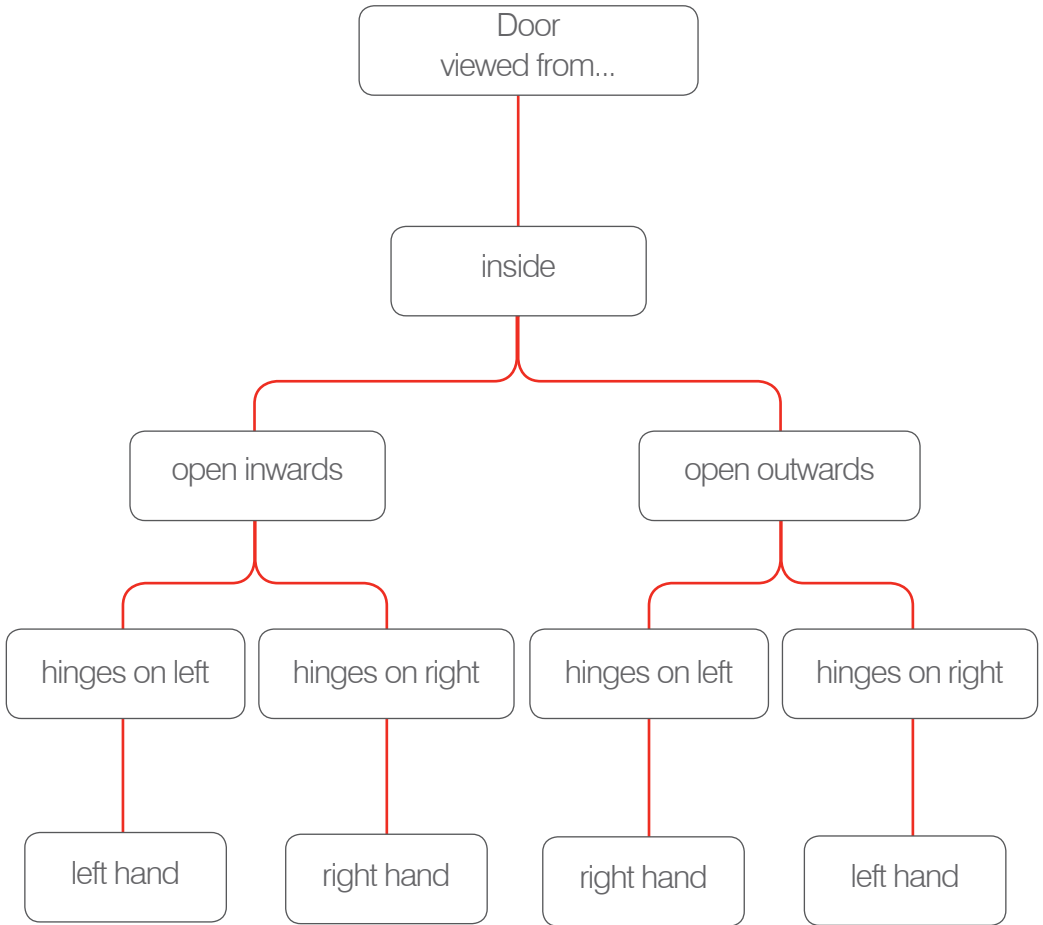 Door
viewed from...
inside
open inwards
open outwards
hinges on left
hinges on right
hinges on left
hinges on right
left hand
right hand
right hand
left hand